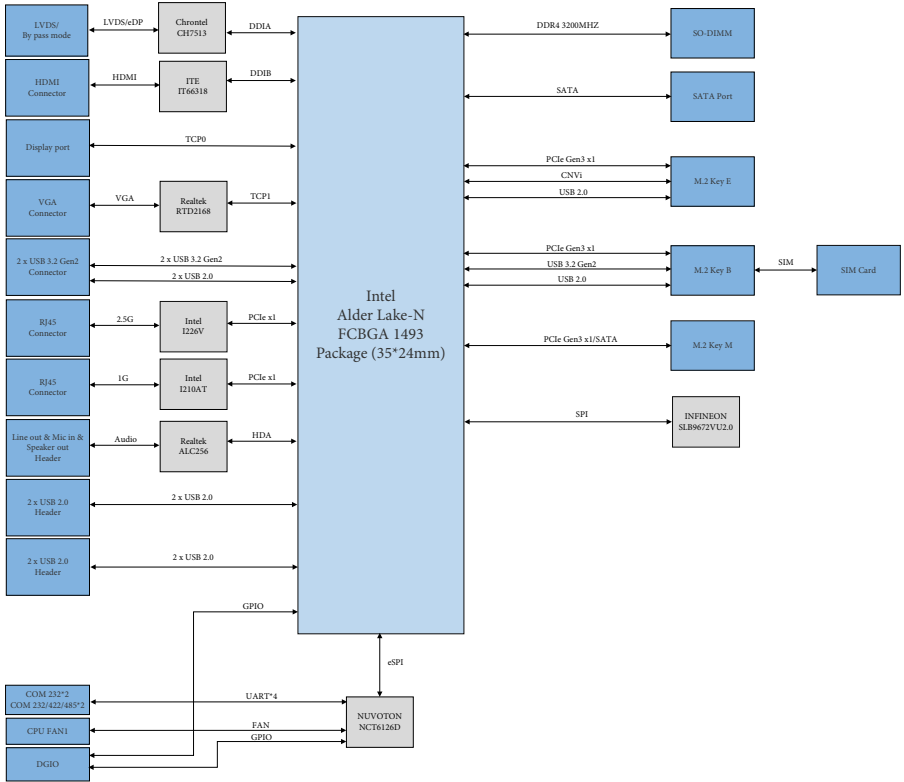 LVDS/
By pass mode
LVDS/eDP
Chrontel
CH7513
DDIA
HDMI
Connector
HDMI
ITE
IT66318
DDIB
Display port
TCP0
VGA
Connector
VGA
Realtek
RTD2168
TCP1
2 x USB 3.2 Gen2
Connector
2 x USB 3.2 Gen2
2 x USB 2.0
RJ45
Connector
2.5G
Intel
I226V
PCIe x1
RJ45
Connector
1G
Intel
I210AT
PCIe x1
Line out & Mic in &
Speaker out
Header
Audio
Realtek
ALC256
HDA
2 x USB 2.0
Header
2 x USB 2.0
2 x USB 2.0
Header
2 x USB 2.0
GPIO
Intel
Alder Lake-N
FCBGA 1493
Package (35*24mm)
DDR4 3200MHZ
SO-DIMM
SATA
SATA Port
PCIe Gen3 x1
CNVi
USB 2.0
M.2 Key E
PCIe Gen3 x1
USB 3.2 Gen2
USB 2.0
M.2 Key B
SIM
SIM Card
PCIe Gen3 x1/SATA
M.2 Key M
SPI
INFINEON
SLB9672VU2.0
eSPI
COM 232*2
COM 232/422/485*2
UART*4
NUVOTON
NCT6126D
CPU FAN1
FAN
GPIO
DGIO